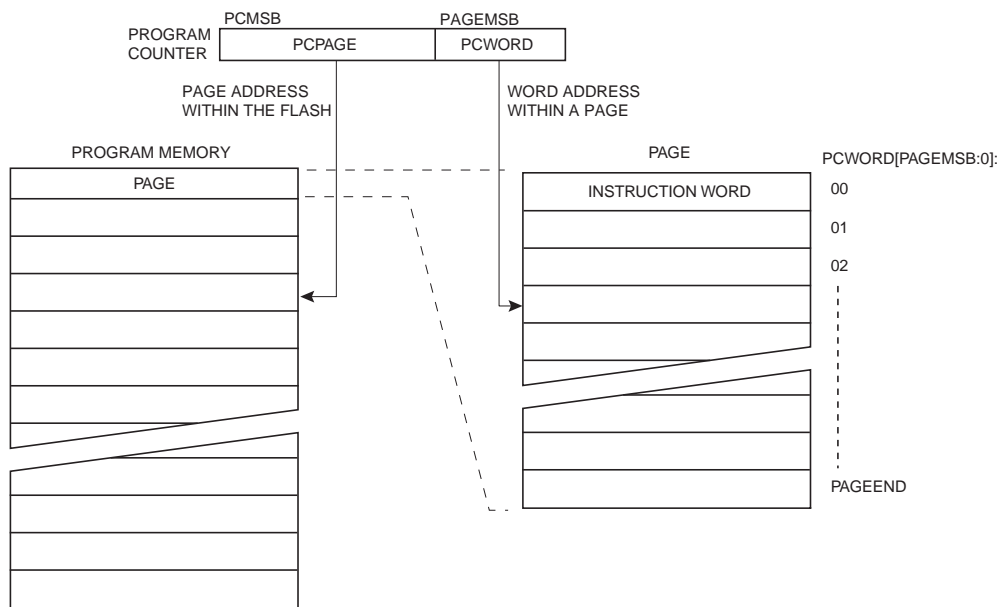 PCMSB
PAGEMSB
PROGRAM
COUNTER
PCPAGE
PCWORD
PAGE ADDRESS
WITHIN THE FLASH
WORD ADDRESS
WITHIN A PAGE
PROGRAM MEMORY
PAGE
PAGE
INSTRUCTION WORD
PCWORD[PAGEMSB:0]:
00
01
02
PAGEEND